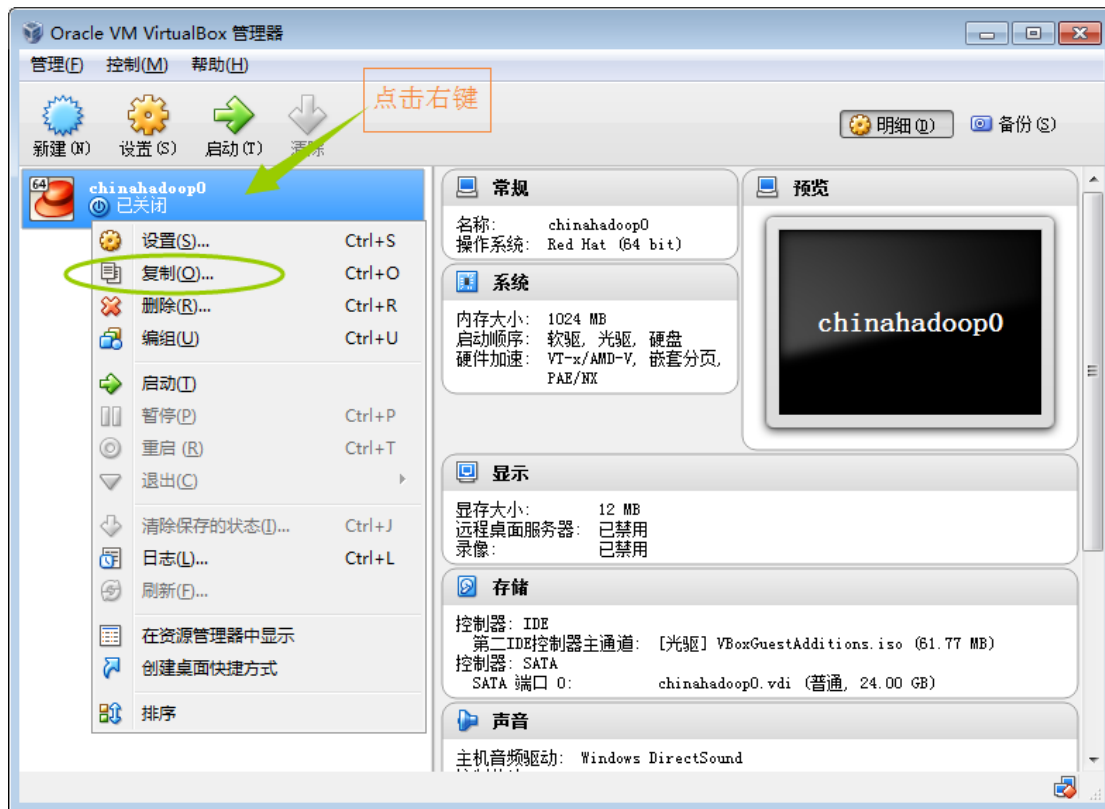 Oracle VM VirtualBox 管理器
管理(F) 控制(M) 帮助(H)
点击右键
新建(N) 设置(S) 启动(T) 清除
明细(D) 备份(S)
64
chinahadoop0
已关闭
设置(S)... Ctrl+S
复制(O)... Ctrl+O
删除(R)... Ctrl+R
编组(U) Ctrl+U
启动(T)
暂停(P) Ctrl+P
重启 (R) Ctrl+T
退出(C)
清除保存的状态(I)... Ctrl+J
日志(L)... Ctrl+L
刷新(F)...
在资源管理器中显示
创建桌面快捷方式
排序
常规
名称: chinahadoop0
操作系统: Red Hat (64 bit)
系统
内存大小: 1024 MB
启动顺序: 软驱, 光驱, 硬盘
硬件加速: VT-x/AMD-V, 嵌套分页,
PAE/NX
预览
chinahadoop0
显示
显存大小: 12 MB
远程桌面服务器: 已禁用
录像: 已禁用
存储
控制器: IDE
第二IDE控制器主通道: [光驱] VBoxGuestAdditions.iso (61.77 MB)
控制器: SATA
SATA 端口 0: chinahadoop0.vdi (普通, 24.00 GB)
声音
主机音频驱动: Windows DirectSound